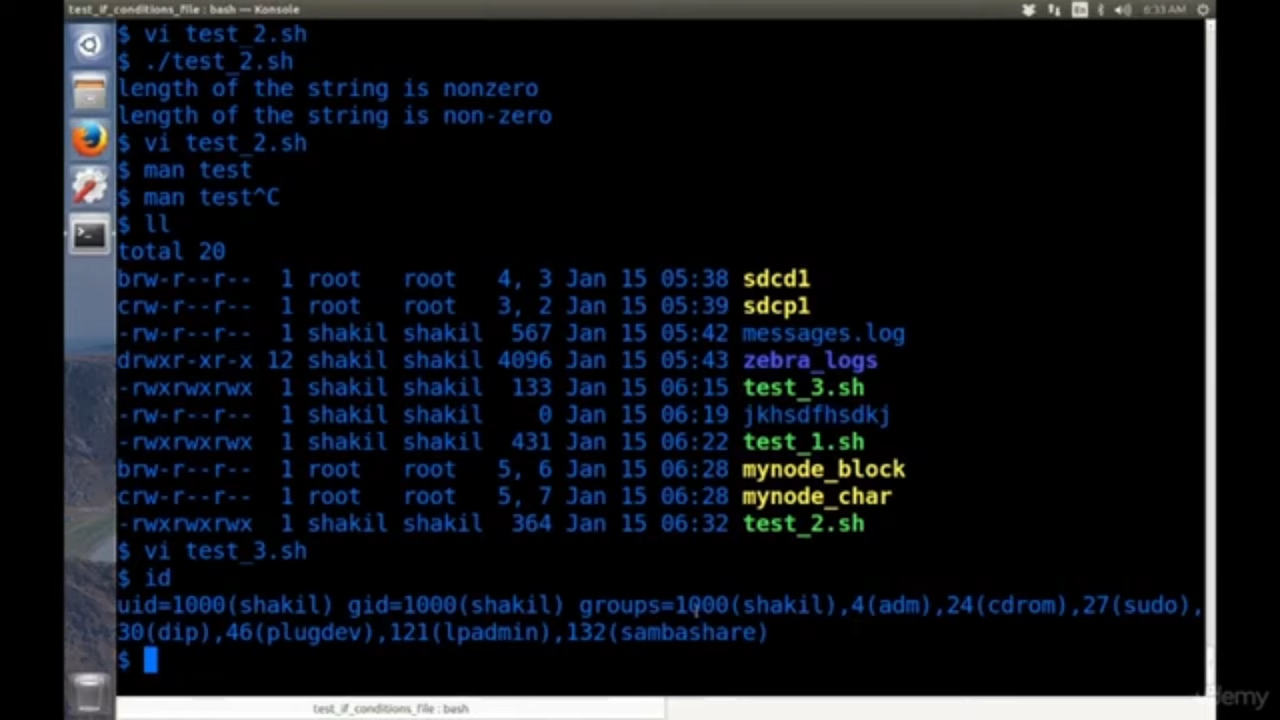 test_if_conditions_file : bash — Konsole
En 6:33 AM
$ vi test_2.sh
$ ./test_2.sh
length of the string is nonzero
length of the string is non-zero
$ vi test_2.sh
$ man test
$ man test^C
$ ll
total 20
brw-r--r-- 1 root root 4, 3 Jan 15 05:38 sdcd1
crw-r--r-- 1 root root 3, 2 Jan 15 05:39 sdcp1
-rw-r--r-- 1 shakil shakil 567 Jan 15 05:42 messages.log
drwxr-xr-x 12 shakil shakil 4096 Jan 15 05:43 zebra_logs
-rwxrwxrwx 1 shakil shakil 133 Jan 15 06:15 test_3.sh
-rw-r--r-- 1 shakil shakil 0 Jan 15 06:19 jkhsdfhsdkj
-rwxrwxrwx 1 shakil shakil 431 Jan 15 06:22 test_1.sh
brw-r--r-- 1 root root 5, 6 Jan 15 06:28 mynode_block
crw-r--r-- 1 root root 5, 7 Jan 15 06:28 mynode_char
-rwxrwxrwx 1 shakil shakil 364 Jan 15 06:32 test_2.sh
$ vi test_3.sh
$ id
uid=1000(shakil) gid=1000(shakil) groups=1000(shakil),4(adm),24(cdrom),27(sudo),
30(dip),46(plugdev),121(lpadmin),132(sambashare)
$
test_if_conditions_file : bash